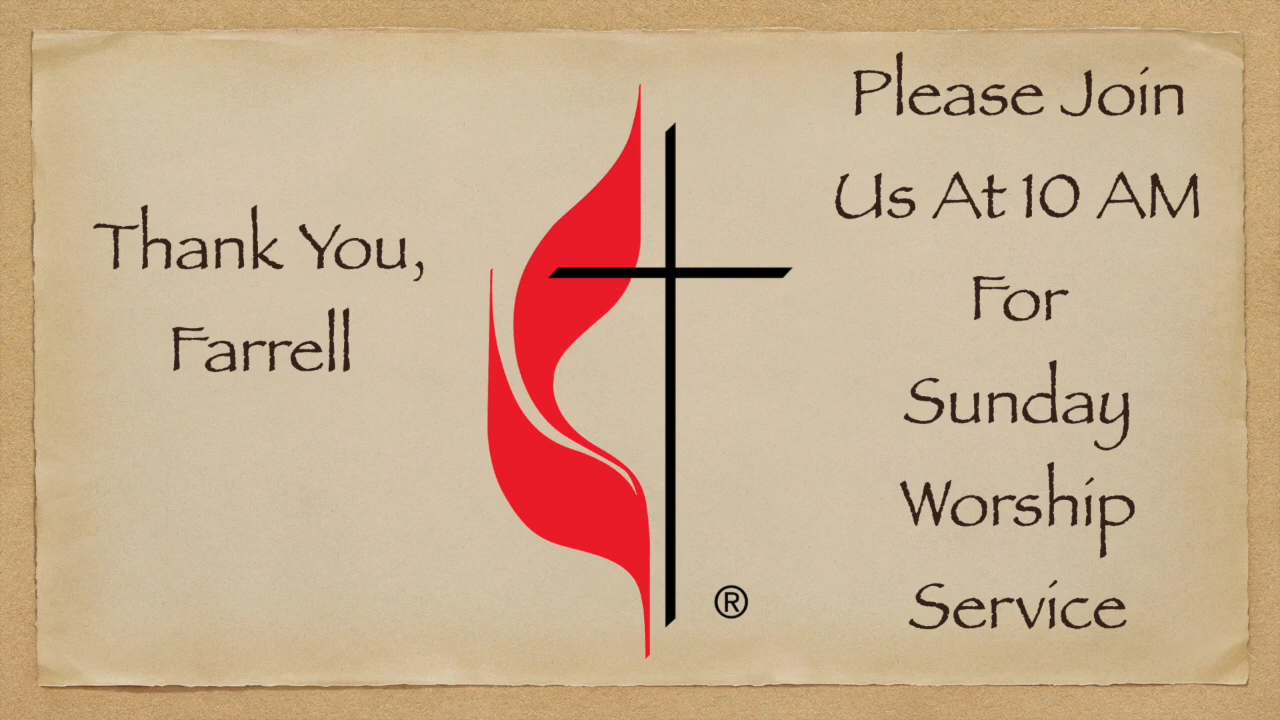 Thank You,
Farrell
Please Join
Us At 10 AM
For
Sunday
Worship
Service
®